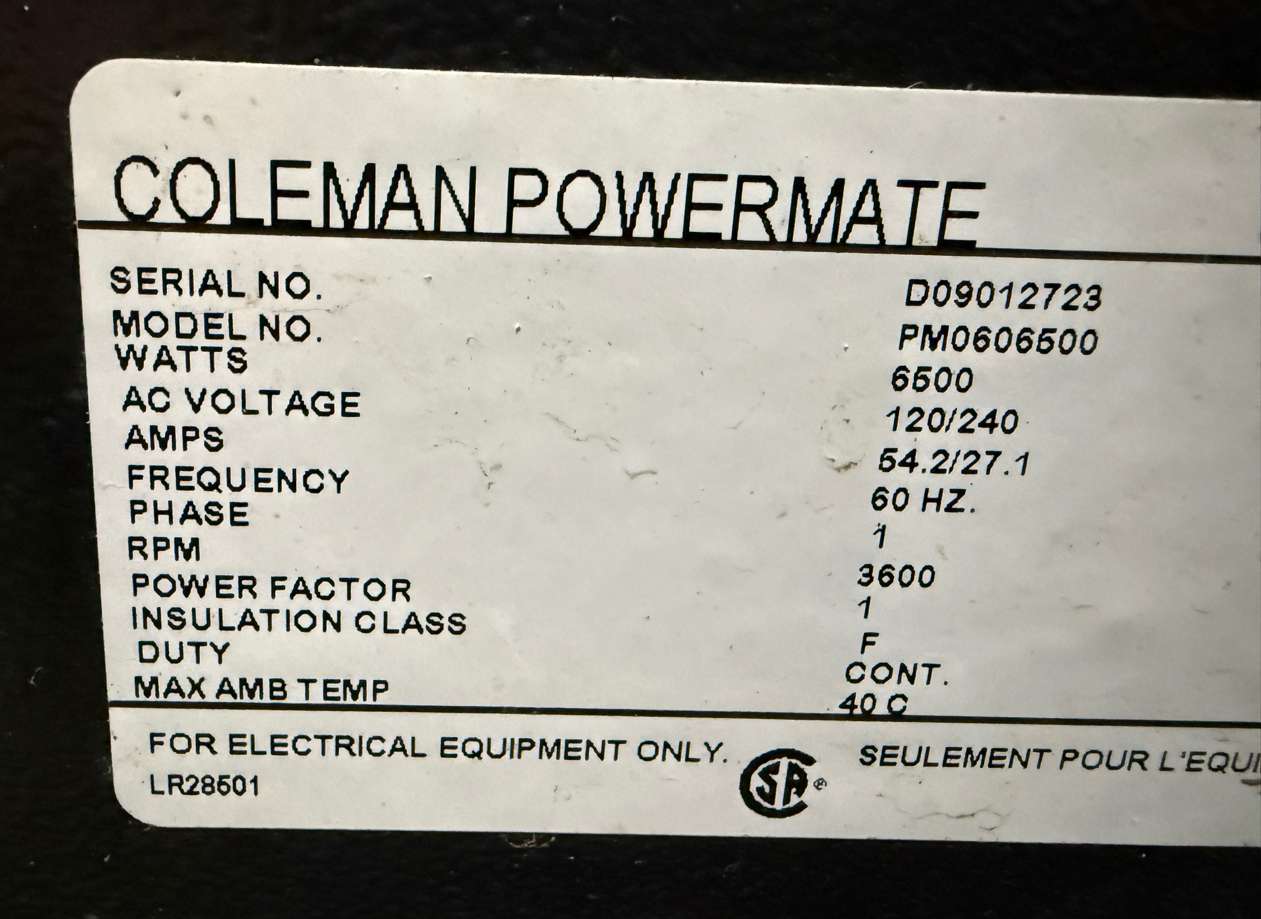 COLEMAN POWERMATE
SERIAL NO. D09012723
MODEL NO. PM0606500
WATTS 6500
AC VOLTAGE 120/240
AMPS 54.2/27.1
FREQUENCY 60 HZ.
PHASE 1
RPM 3600
POWER FACTOR 1
INSULATION CLASS F
DUTY CONT.
MAX AMB TEMP 40 C
FOR ELECTRICAL EQUIPMENT ONLY. SEULEMENT POUR L'EQUI
LR28501
CSA ®